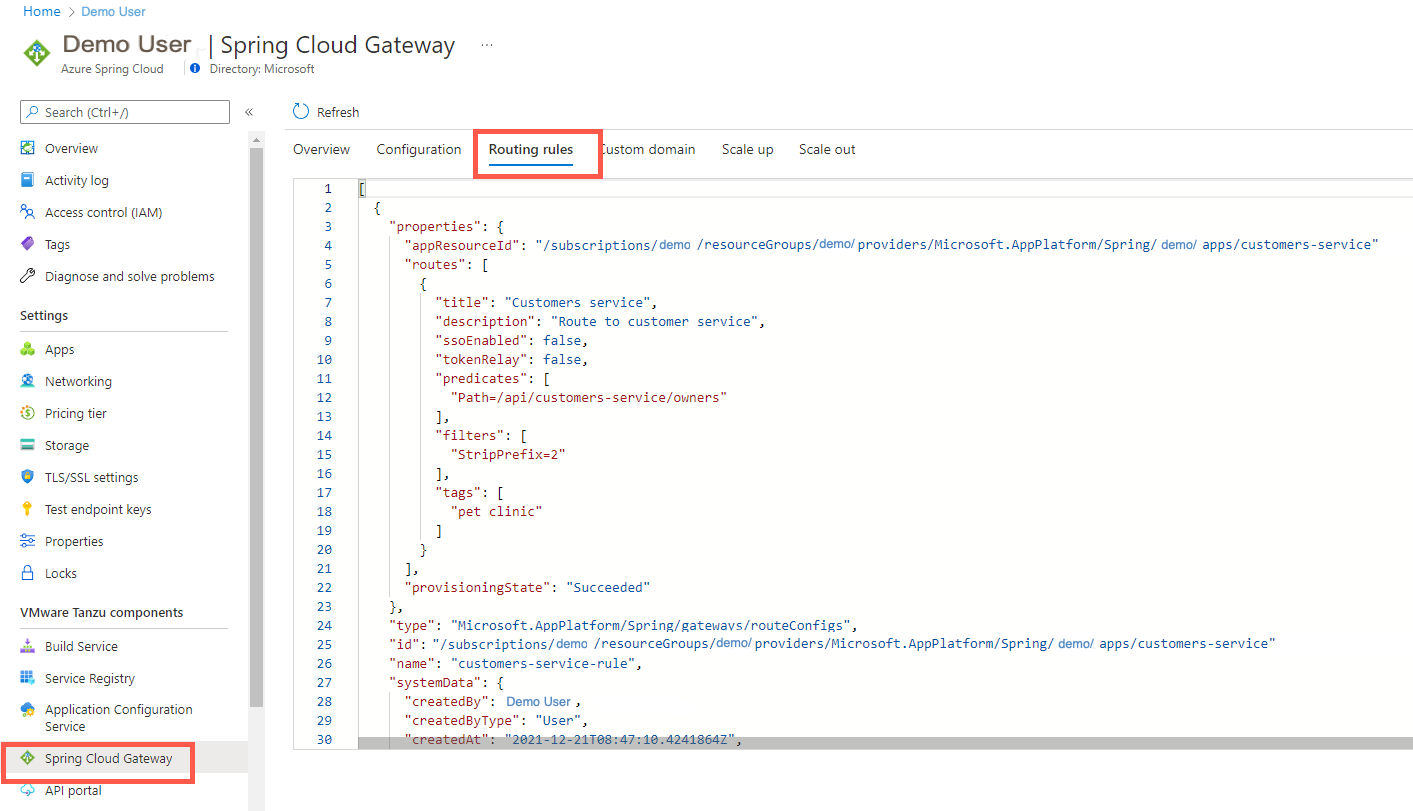 Home > Demo User
Demo User | Spring Cloud Gateway ...
Azure Spring Cloud Directory: Microsoft
Search (Ctrl+/) «
Overview
Activity log
Access control (IAM)
Tags
Diagnose and solve problems
Settings
Apps
Networking
Pricing tier
Storage
TLS/SSL settings
Test endpoint keys
Properties
Locks
VMware Tanzu components
Build Service
Service Registry
Application Configuration
Service
Spring Cloud Gateway
API portal
Refresh
Overview Configuration Routing rules ustom domain Scale up Scale out
1 [
2 {
3 "properties": {
4 "appResourceId": "/subscriptions/demo /resourceGroups/demo/ providers/Microsoft.AppPlatform/Spring/ demo/ apps/customers-service"
5 "routes": [
6 {
7 "title": "Customers service",
8 "description": "Route to customer service",
9 "ssoEnabled": false,
10 "tokenRelay": false,
11 "predicates": [
12 "Path=/api/customers-service/owners"
13 ],
14 "filters": [
15 "StripPrefix=2"
16 ],
17 "tags": [
18 "pet clinic"
19 ]
20 }
21 ],
22 "provisioningState": "Succeeded"
23 },
24 "type": "Microsoft.AppPlatform/Spring/gateways/routeConfigs",
25 "id": "/subscriptions/demo /resourceGroups/demo/ providers/Microsoft.AppPlatform/Spring/ demo/ apps/customers-service"
26 "name": "customers-service-rule",
27 "systemData": {
28 "createdBy": Demo User ,
29 "createdByType": "User",
30 "createdAt": "2021-12-21T08:47:10.4241864Z",